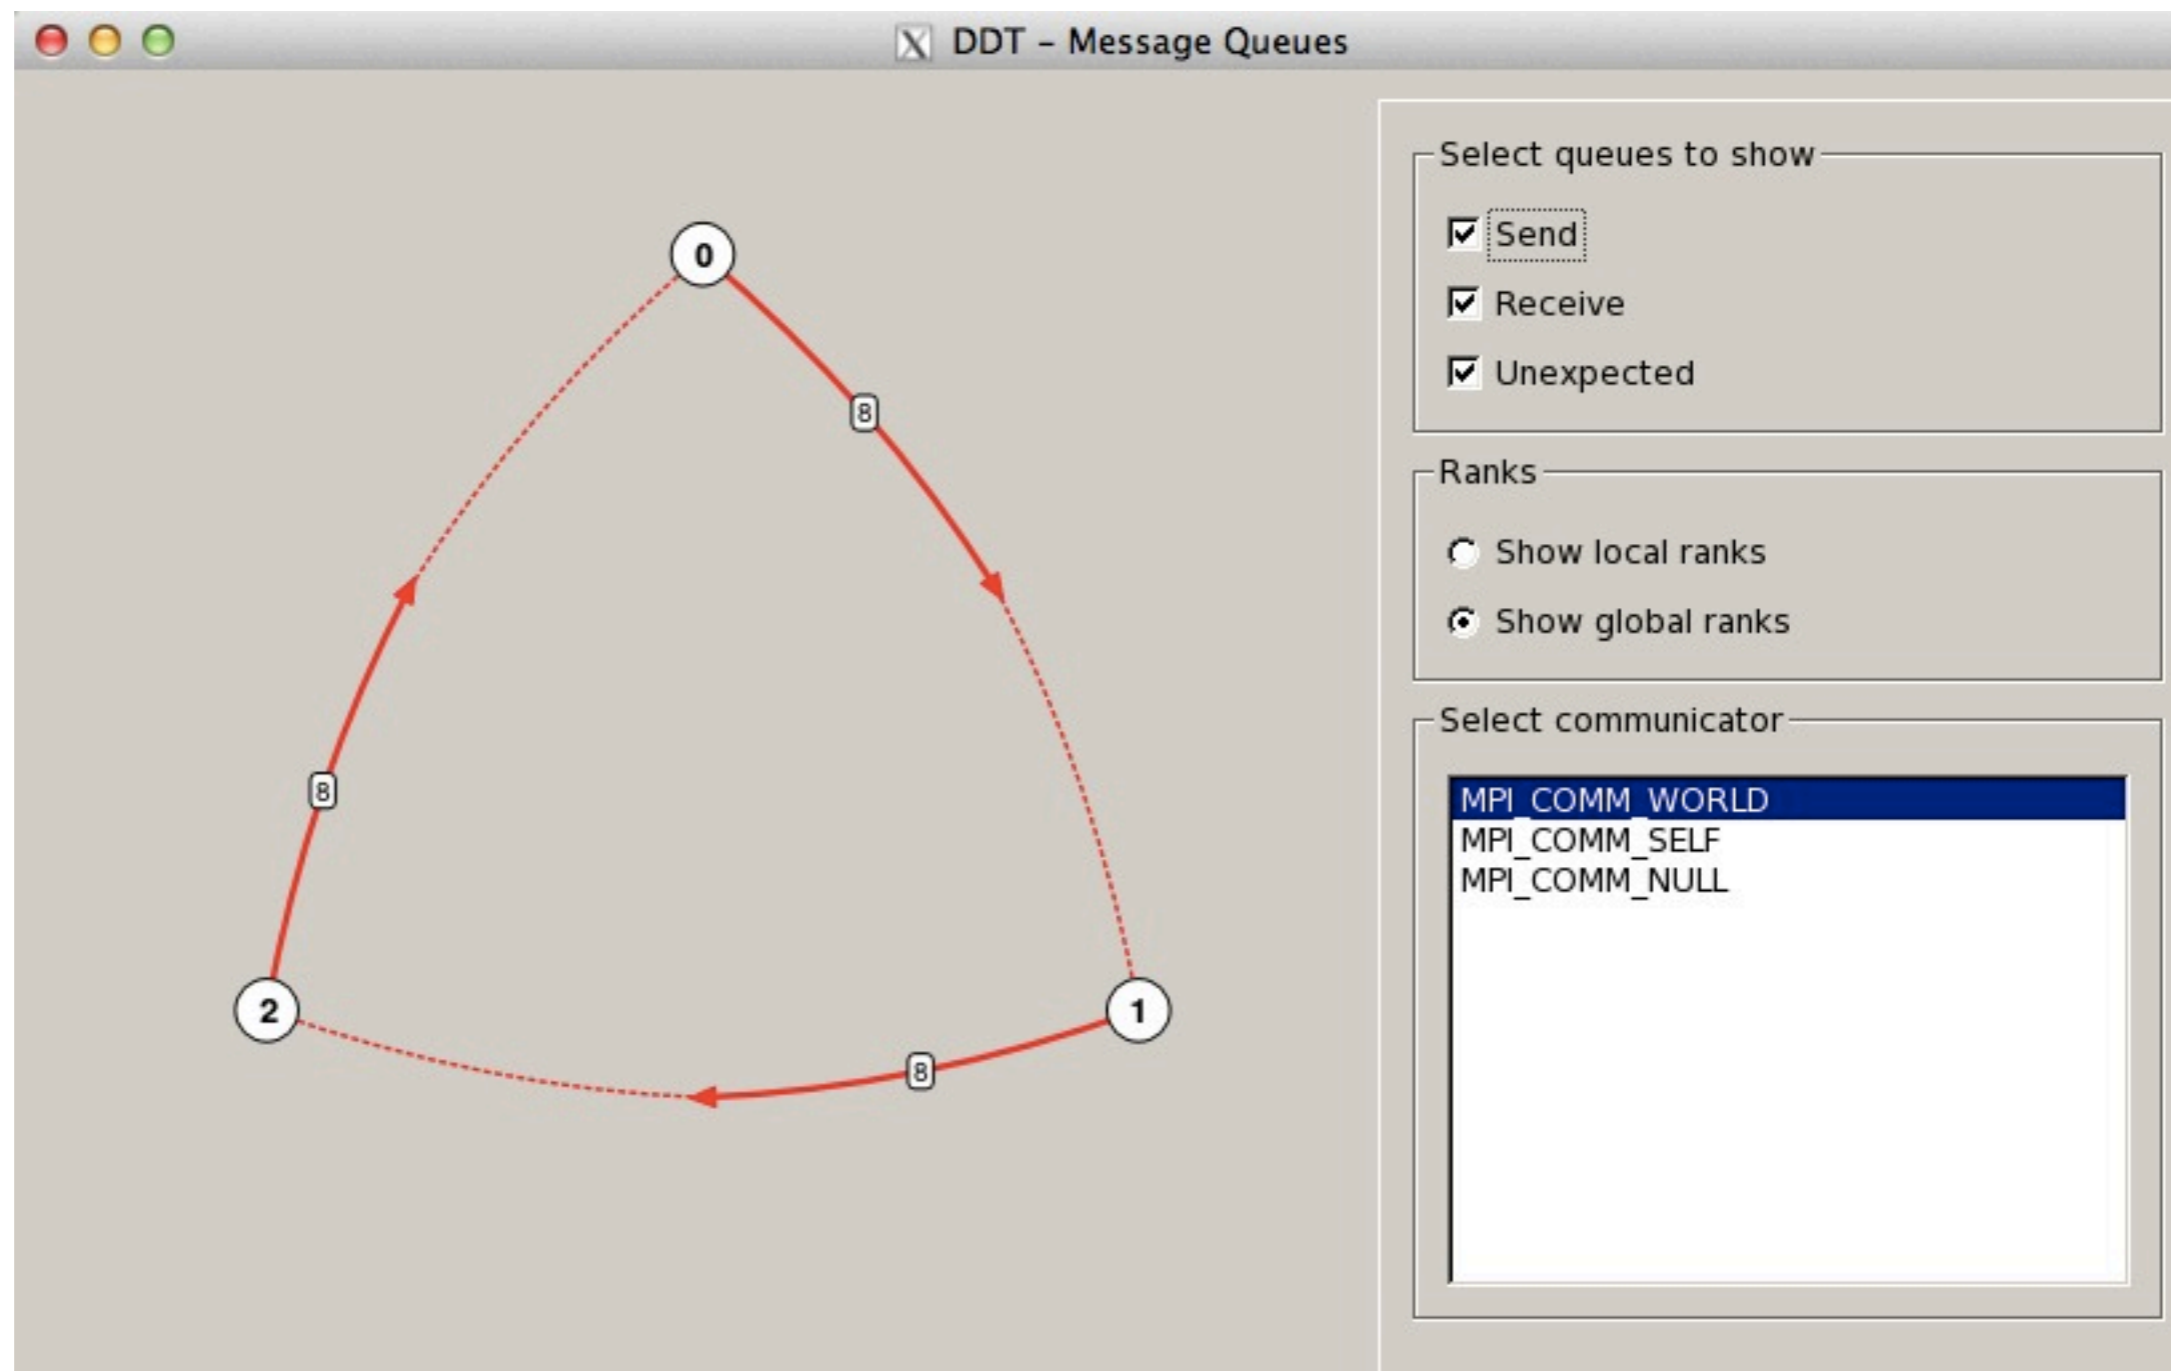 DDT – Message Queues
0
8
8
2
1
8
Select queues to show
Send
Receive
Unexpected
Ranks
Show local ranks
Show global ranks
Select communicator
MPI_COMM_WORLD
MPI_COMM_SELF
MPI_COMM_NULL